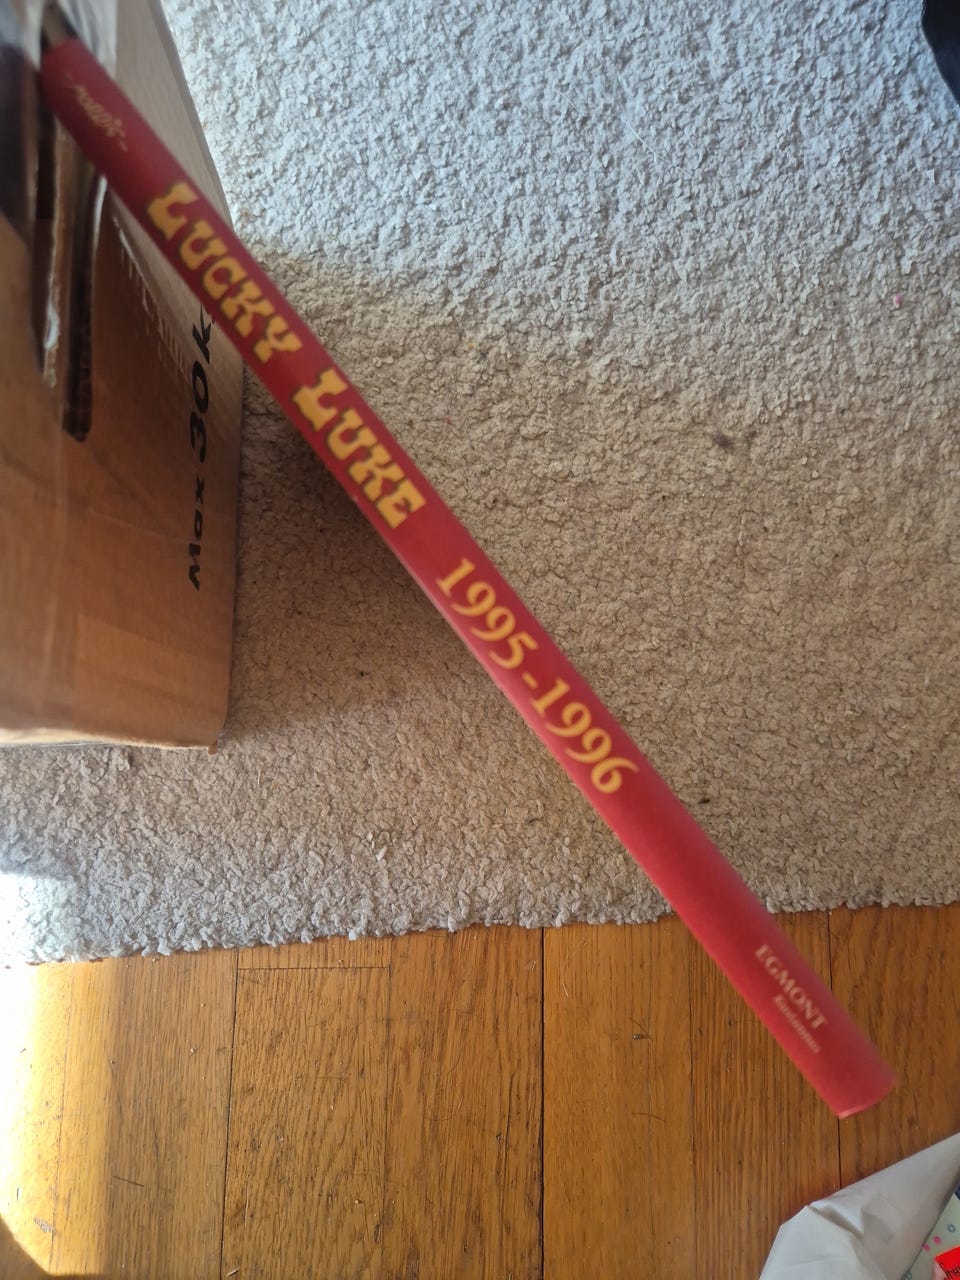 LUCKY LUKE 1995-1996
EGMONT
Max 30k